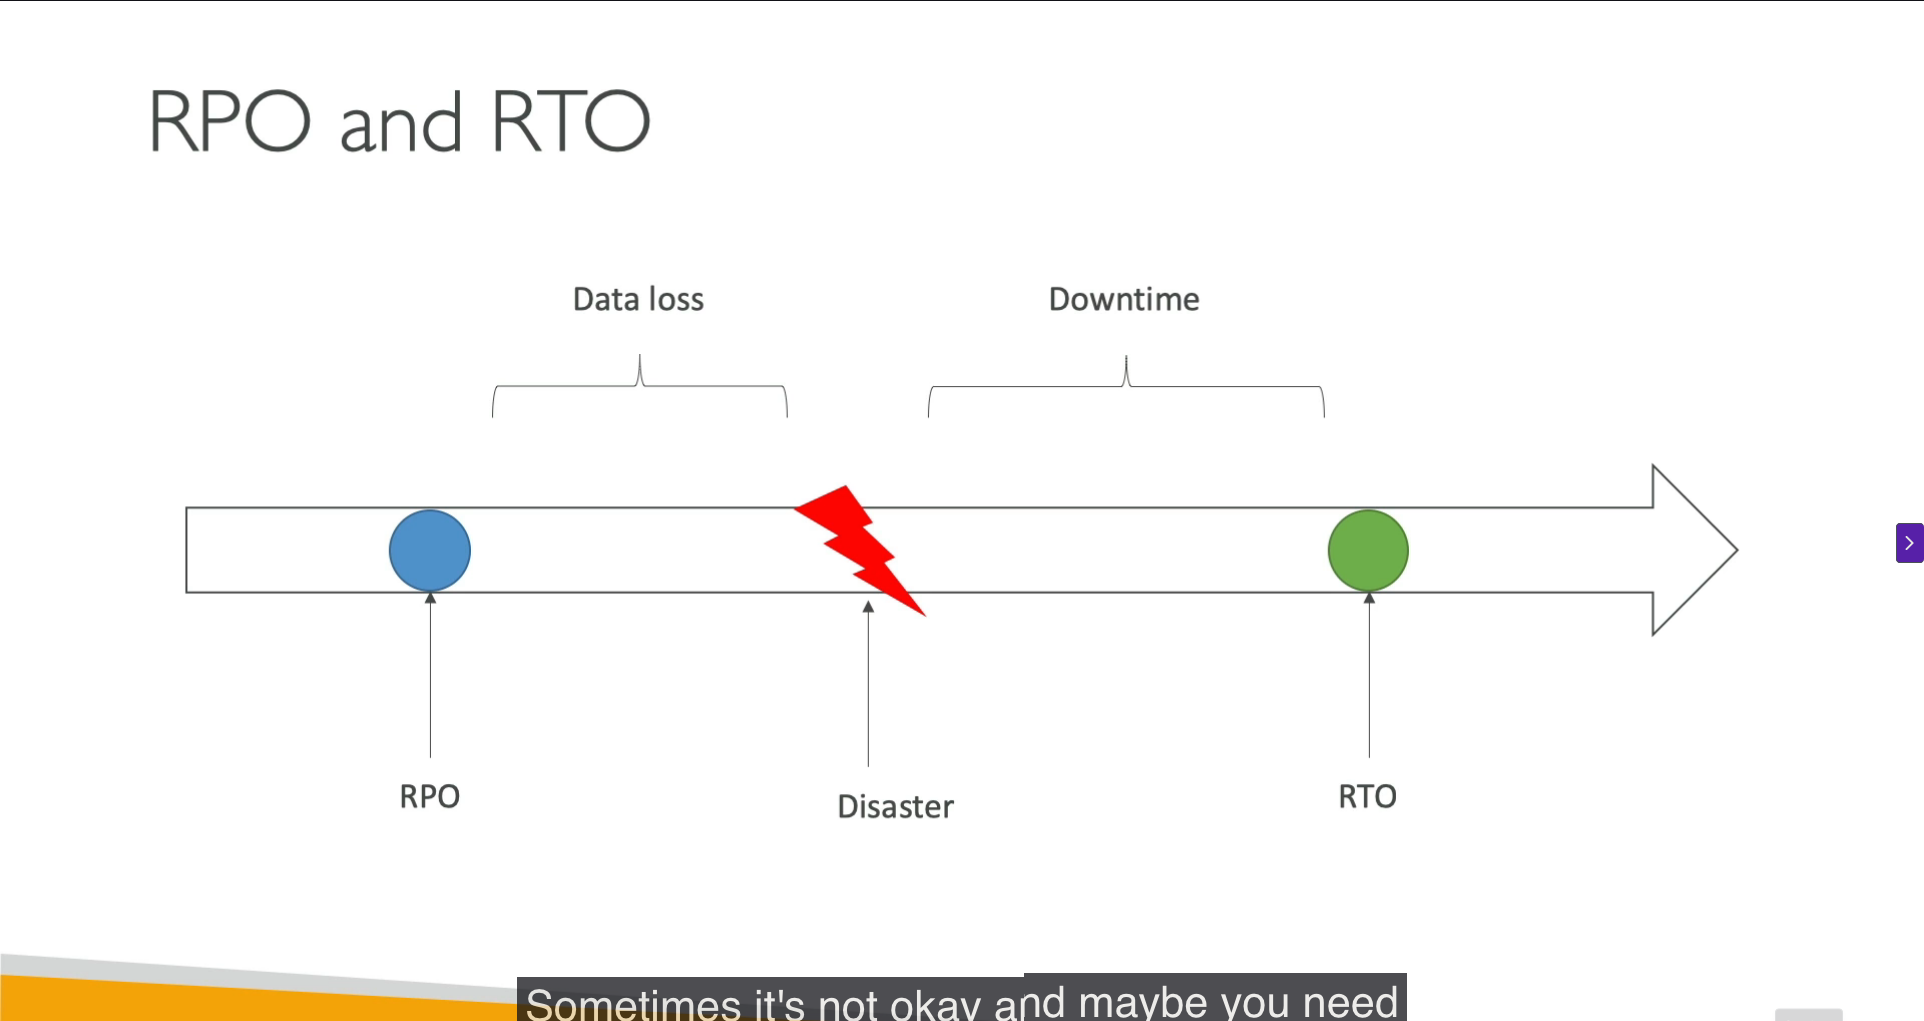 RPO and RTO
Data loss
Downtime
RPO
Disaster
RTO
Sometimes it's not okay and maybe you need